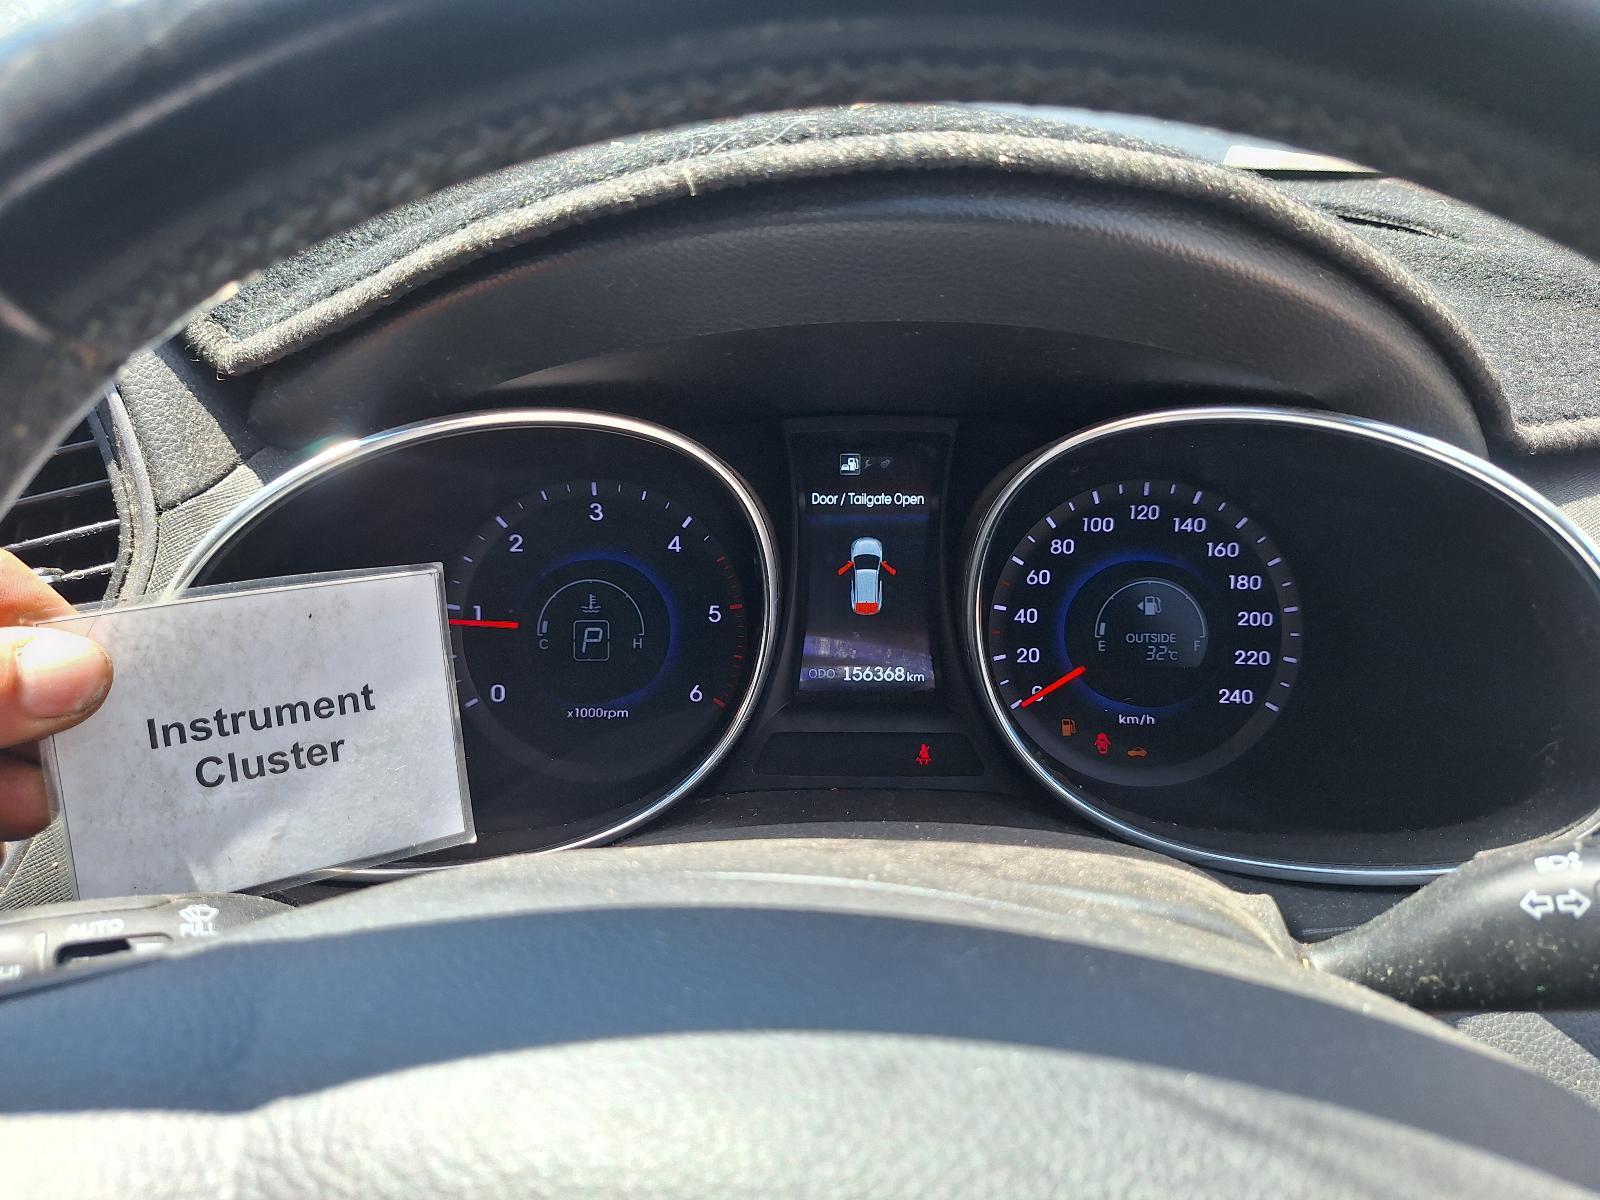 Door / Tailgate Open
ODO 156368 km
0
1
2
3
4
5
6
x1000rpm
C
P
H
0
20
40
60
80
100
120
140
160
180
200
220
240
km/h
E
F
OUTSIDE
32°C
Instrument
Cluster
AUTO
PULL